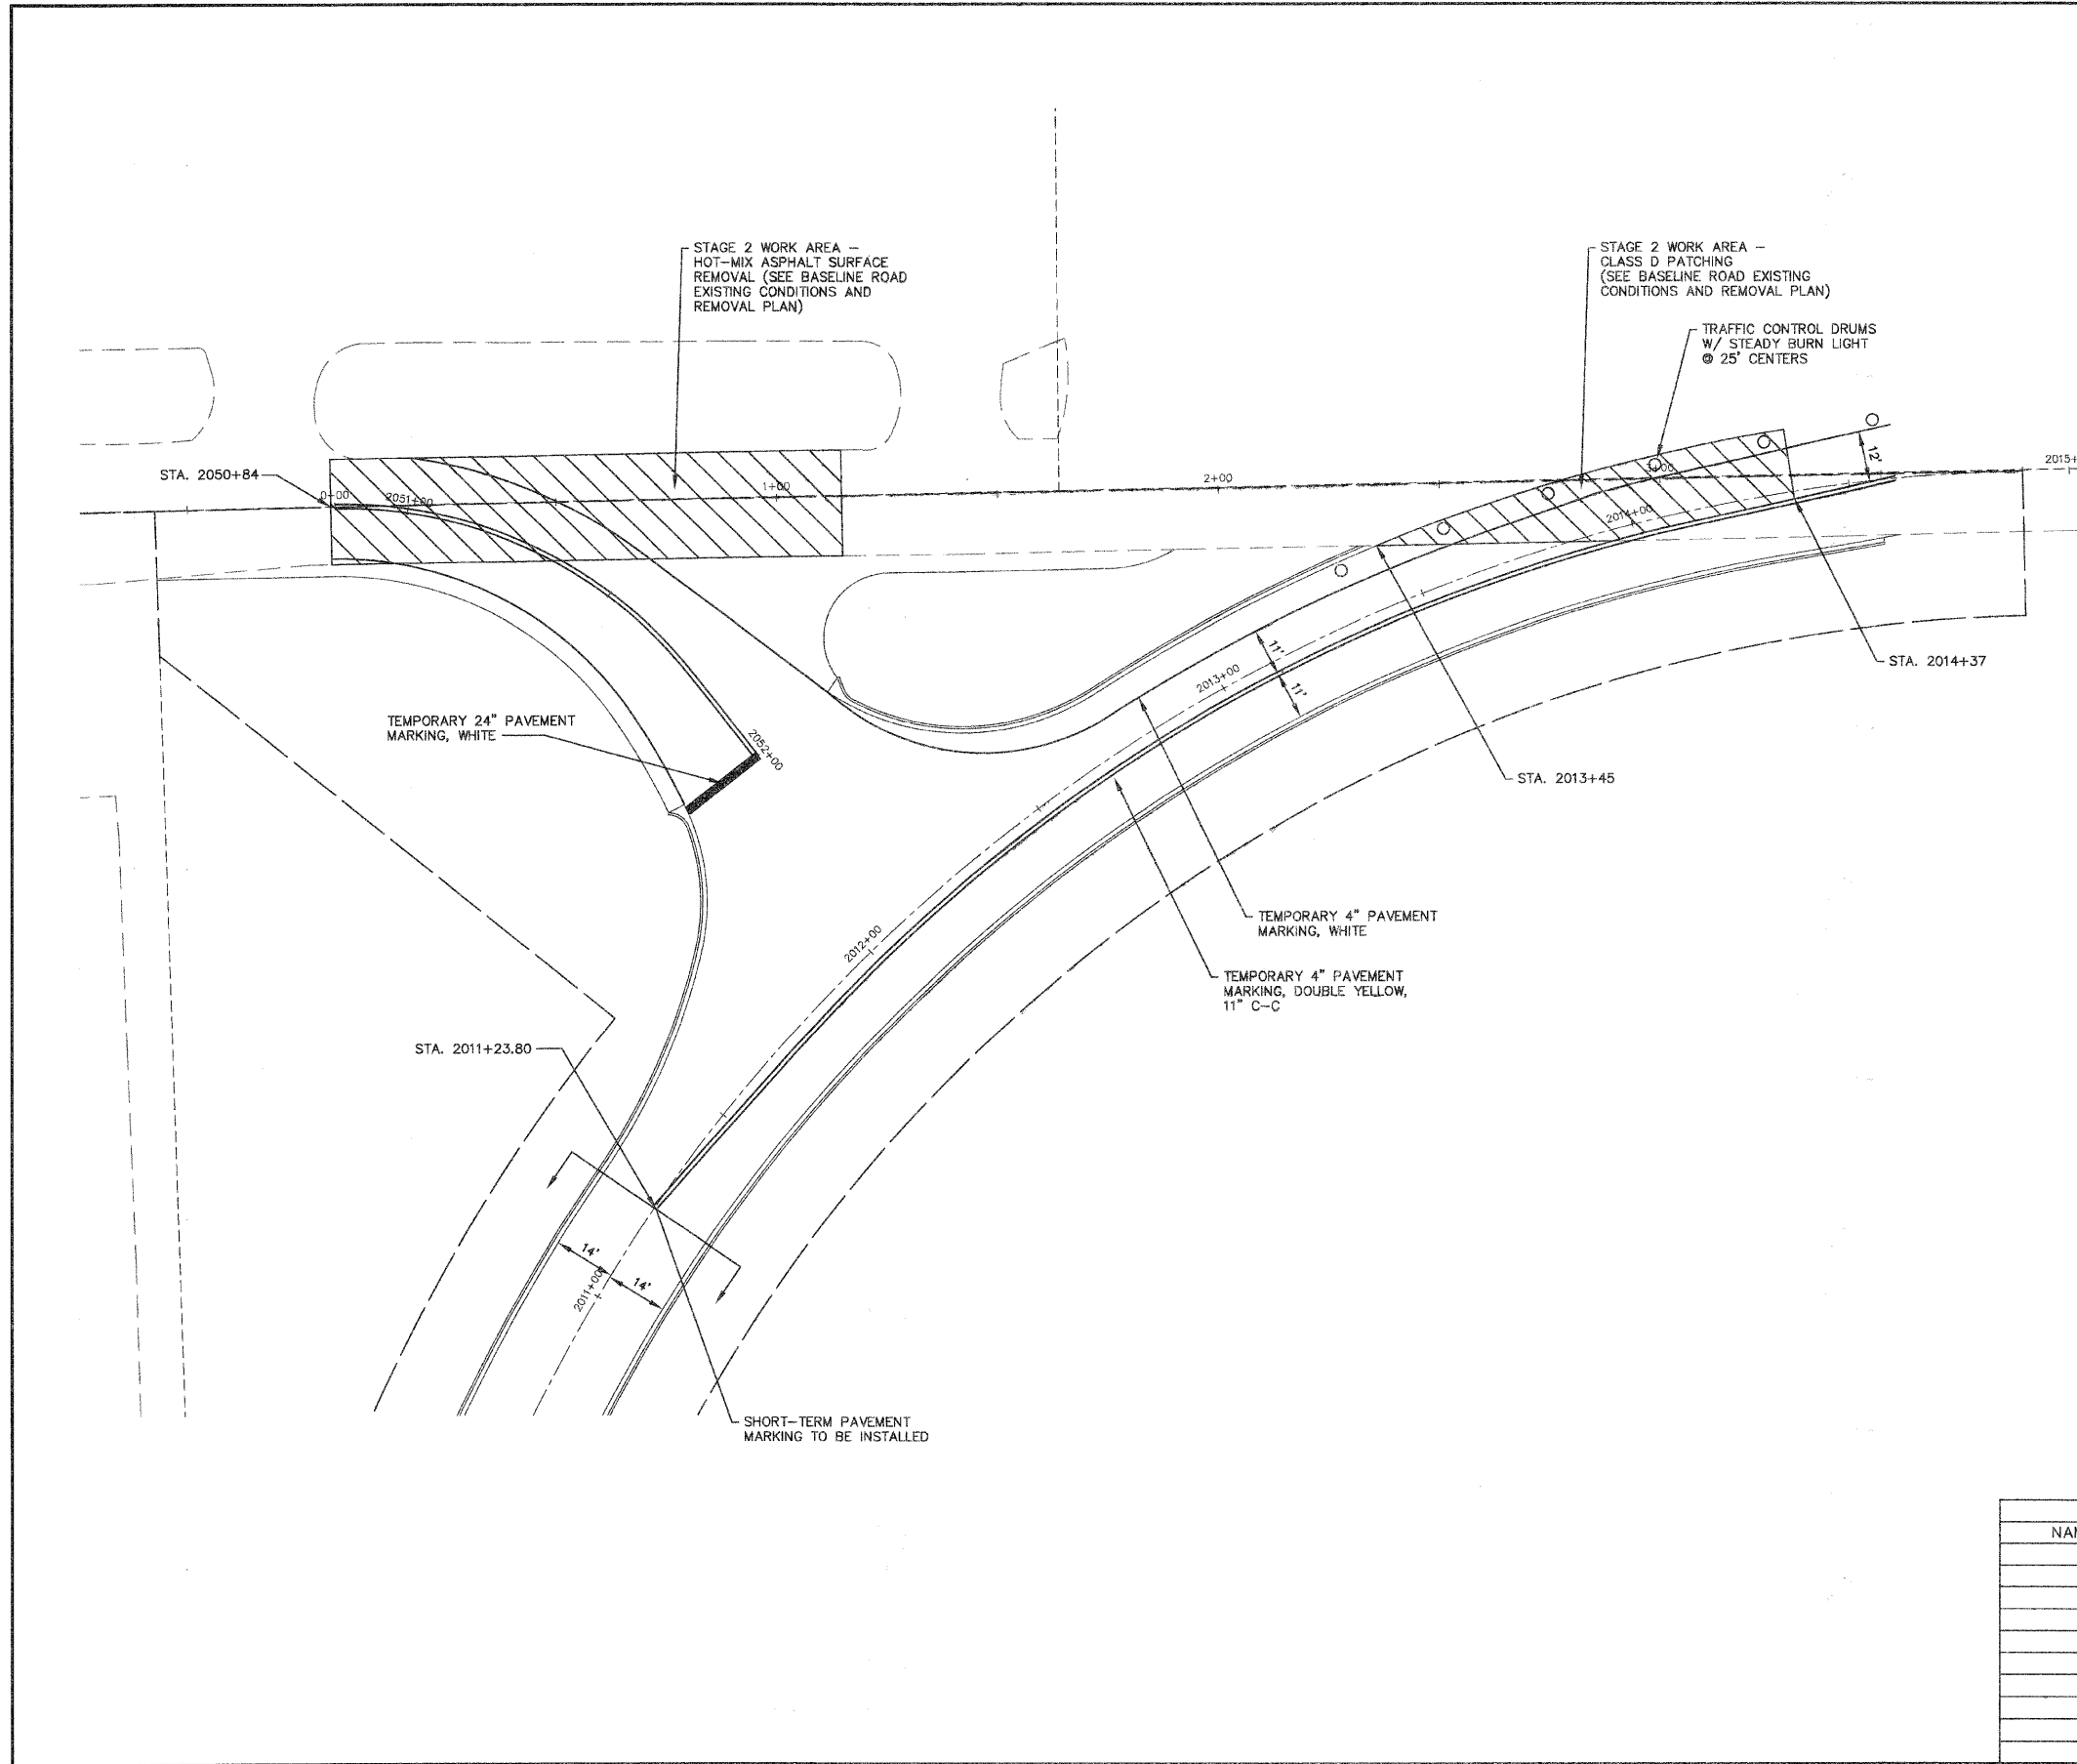 STAGE 2 WORK AREA –
HOT-MIX ASPHALT SURFACE
REMOVAL (SEE BASELINE ROAD
EXISTING CONDITIONS AND
REMOVAL PLAN)
STAGE 2 WORK AREA –
CLASS D PATCHING
(SEE BASELINE ROAD EXISTING
CONDITIONS AND REMOVAL PLAN)
TRAFFIC CONTROL DRUMS
W/ STEADY BURN LIGHT
@ 25' CENTERS
12'
2015+
STA. 2050+84
0+00
2051+00
1+00
2+00
3+00
2014+00
11'
2013+00
11'
STA. 2014+37
TEMPORARY 24" PAVEMENT
MARKING, WHITE
2052+00
STA. 2013+45
TEMPORARY 4" PAVEMENT
MARKING, WHITE
2012+00
TEMPORARY 4" PAVEMENT
MARKING, DOUBLE YELLOW,
11" C-C
STA. 2011+23.80
14'
14'
2011+00
SHORT-TERM PAVEMENT
MARKING TO BE INSTALLED